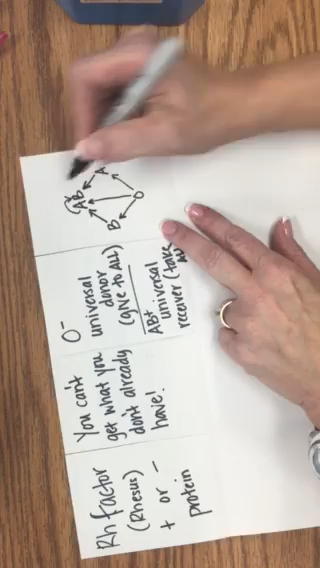 Rh factor
(Rhesus)
+ or -
protein
You can't
get what you
don't already
have!
O-
universal
donor
(give to ALL)
AB+
universal
receiver (take
A
AB
O
B